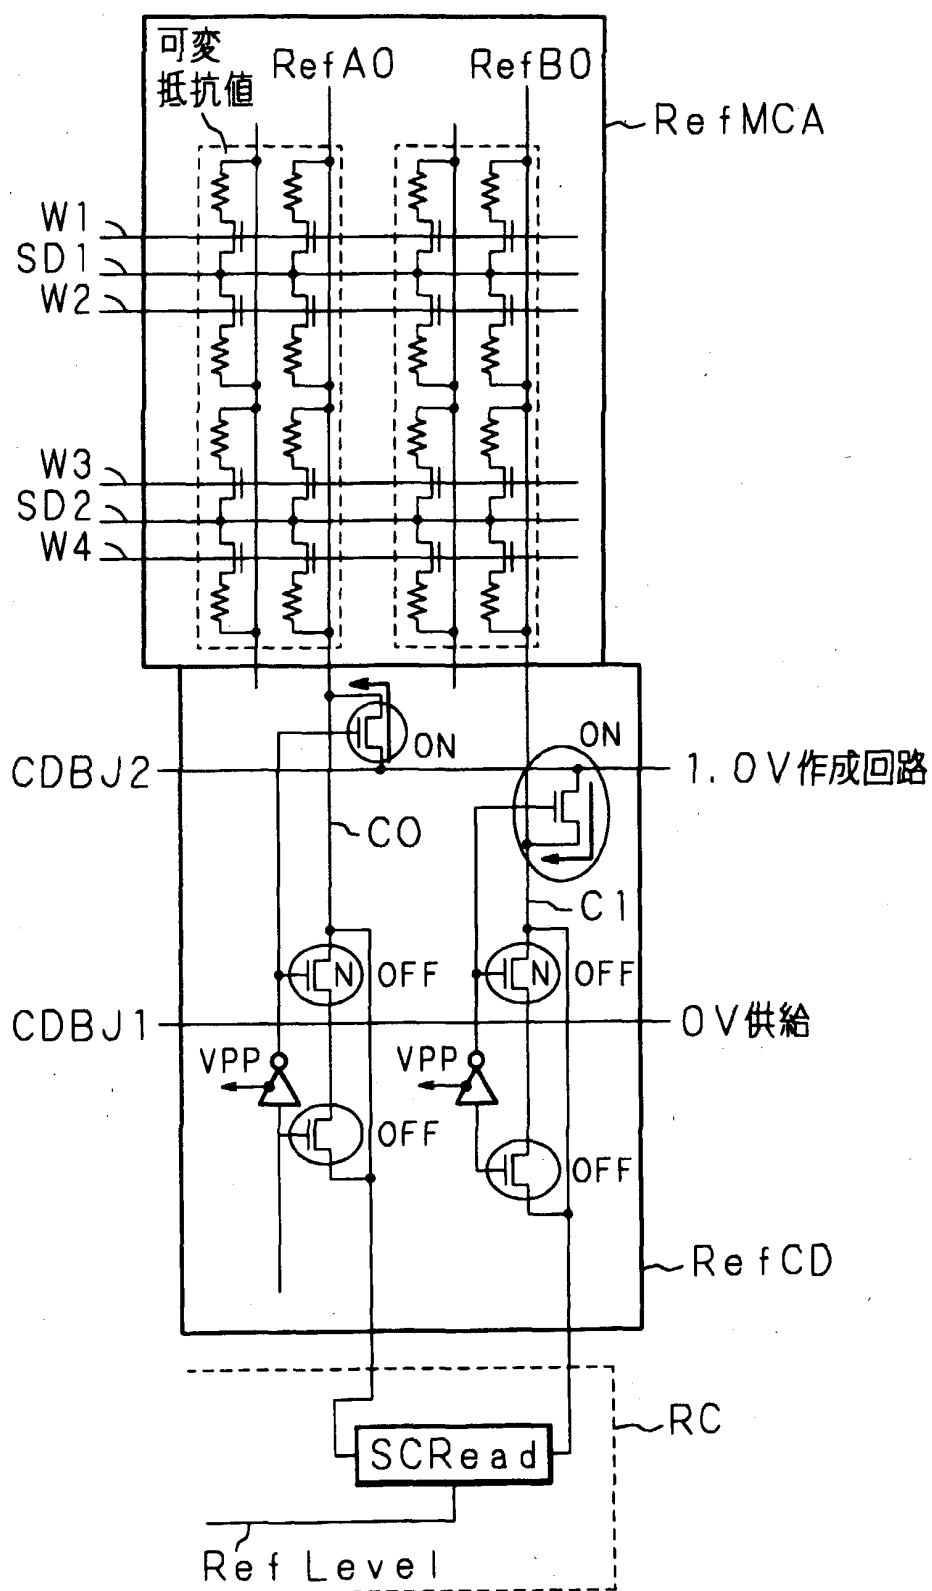 可変
抵抗値
RefA0
RefB0
RefMCA
W1
SD1
W2
W3
SD2
W4
ON
ON
CDBJ2
1.0V作成回路
C0
C1
N
OFF
N
OFF
CDBJ1
0V供給
VPP
VPP
OFF
OFF
RefCD
RC
SCRead
Ref Level